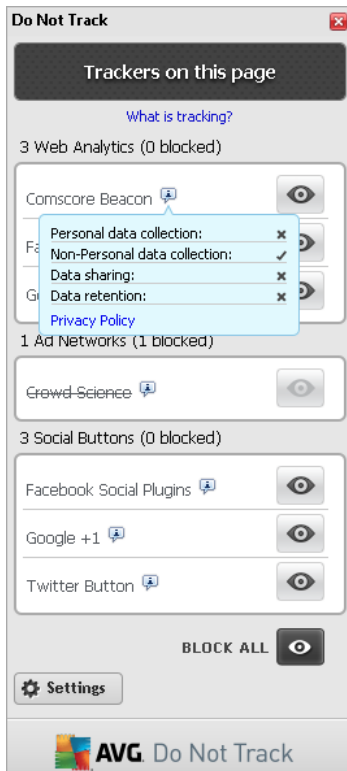 Do Not Track
Trackers on this page
What is tracking?
3 Web Analytics (0 blocked)
Comscore Beacon
Personal data collection:
Non-Personal data collection:
Data sharing:
Data retention:
Privacy Policy
1 Ad Networks (1 blocked)
Crowd Science
3 Social Buttons (0 blocked)
Facebook Social Plugins
Google +1
Twitter Button
BLOCK ALL
Settings
AVG. Do Not Track